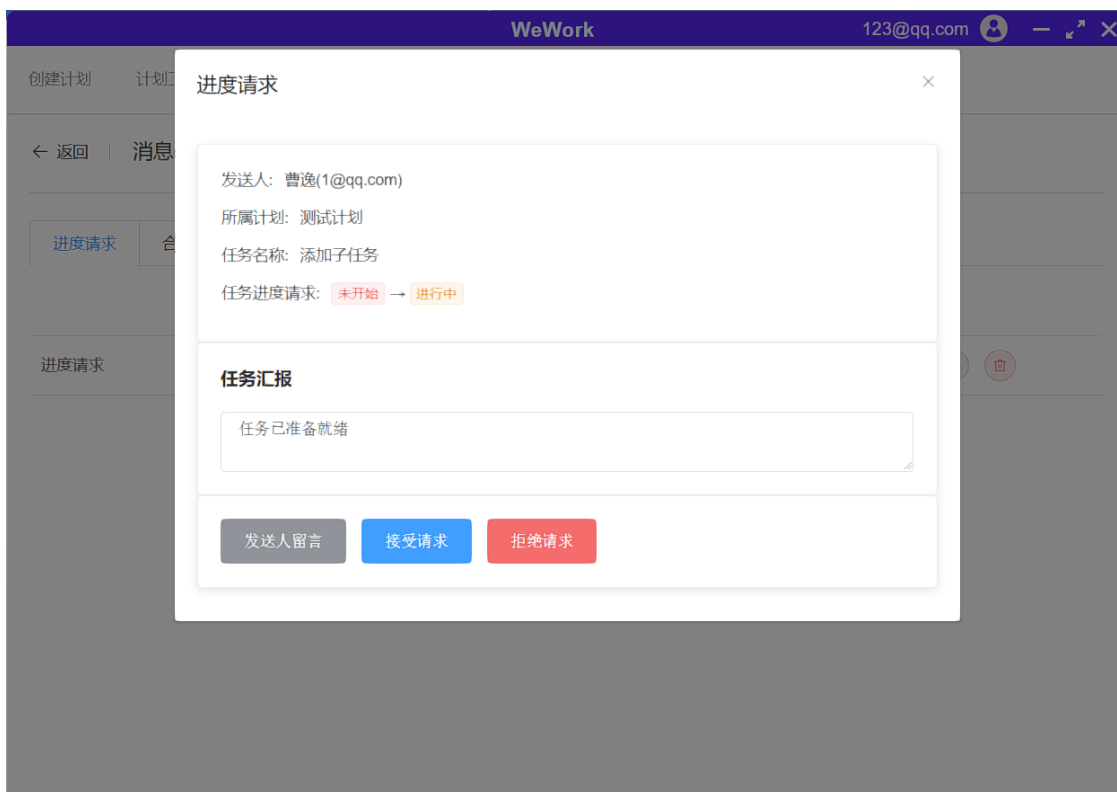 WeWork 123@qq.com
创建计划 计划
进度请求
← 返回 消息
发送人: 曹逸(1@qq.com)
所属计划: 测试计划
进度请求
任务名称: 添加子任务
任务进度请求: 未开始 → 进行中
进度请求
任务汇报
任务已准备就绪
发送人留言 接受请求 拒绝请求